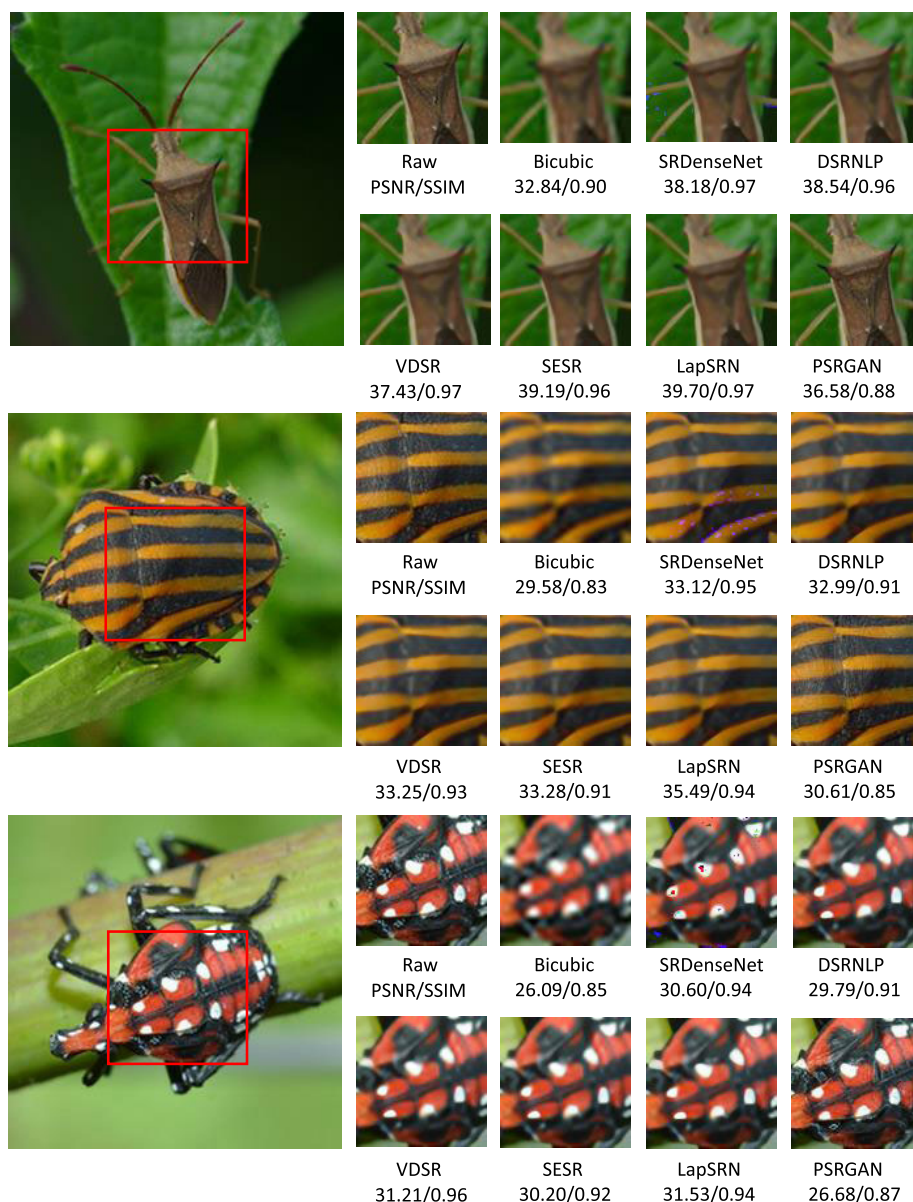 Raw Bicubic SRDenseNet DSRNLP
PSNR/SSIM 32.84/0.90 38.18/0.97 38.54/0.96
VDSR SESR LapSRN PSRGAN
37.43/0.97 39.19/0.96 39.70/0.97 36.58/0.88
Raw Bicubic SRDenseNet DSRNLP
PSNR/SSIM 29.58/0.83 33.12/0.95 32.99/0.91
VDSR SESR LapSRN PSRGAN
33.25/0.93 33.28/0.91 35.49/0.94 30.61/0.85
Raw Bicubic SRDenseNet DSRNLP
PSNR/SSIM 26.09/0.85 30.60/0.94 29.79/0.91
VDSR SESR LapSRN PSRGAN
31.21/0.96 30.20/0.92 31.53/0.94 26.68/0.87